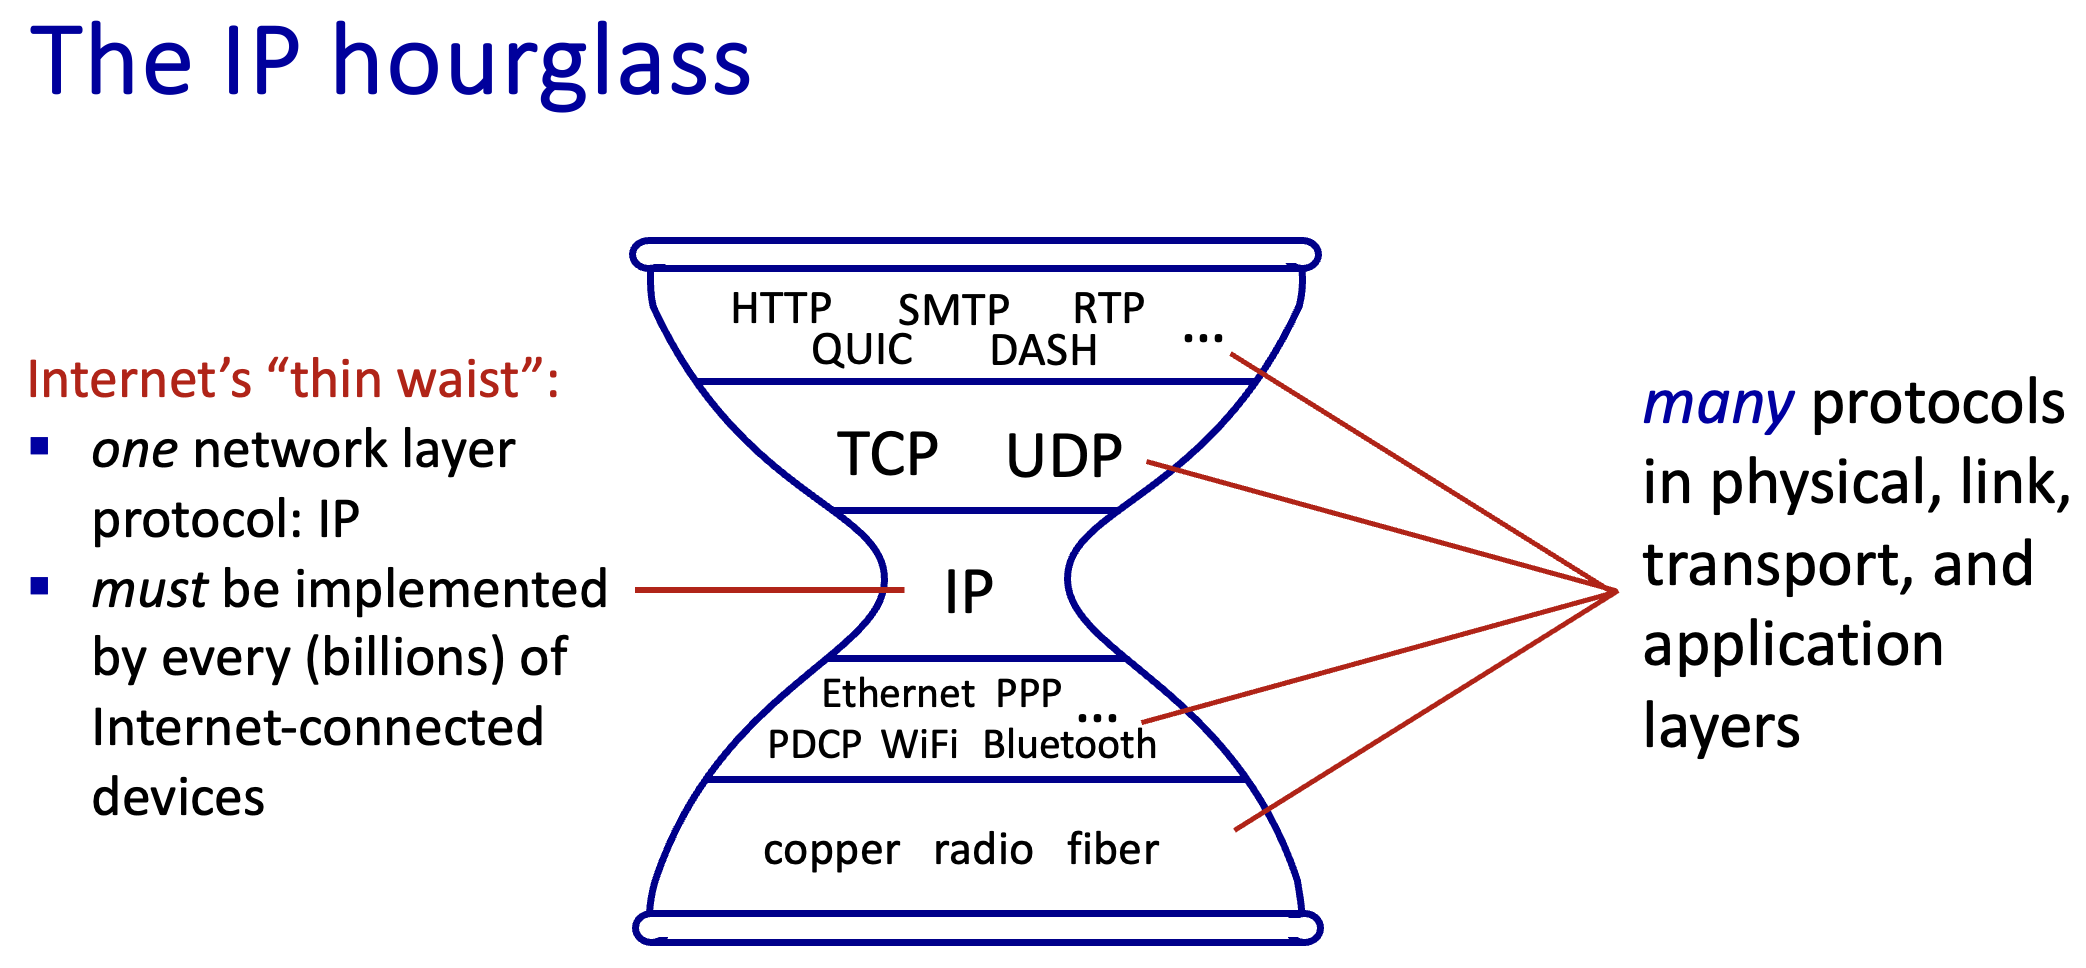 The IP hourglass
Internet’s “thin waist”:
▪ one network layer
protocol: IP
▪ must be implemented
by every (billions) of
Internet-connected
devices
HTTP SMTP RTP
QUIC DASH ...
TCP UDP
IP
Ethernet PPP ...
PDCP WiFi Bluetooth
copper radio fiber
many protocols
in physical, link,
transport, and
application
layers